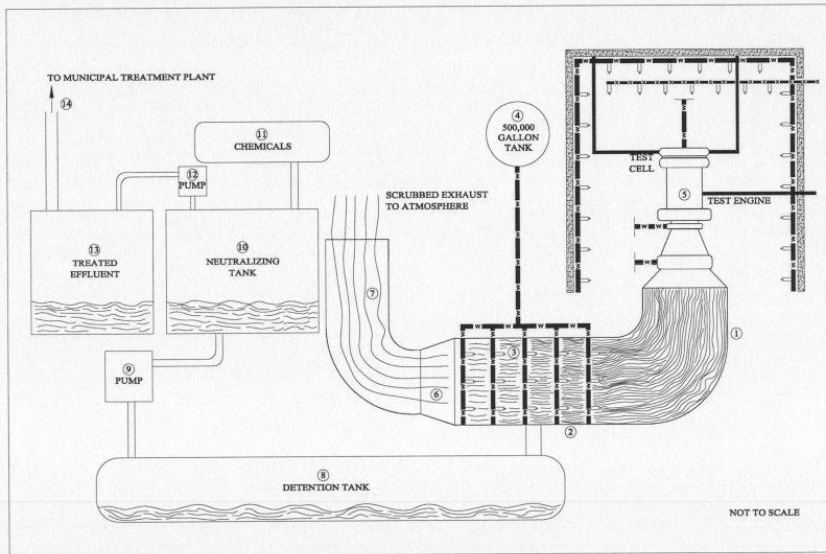 TO MUNICIPAL TREATMENT PLANT
14
11
CHEMICALS
12
PUMP
4
500,000
GALLON
TANK
TEST
CELL
5
TEST ENGINE
SCRUBBED EXHAUST
TO ATMOSPHERE
13
TREATED
EFFLUENT
10
NEUTRALIZING
TANK
7
1
3
9
PUMP
6
2
8
DETENTION TANK
NOT TO SCALE